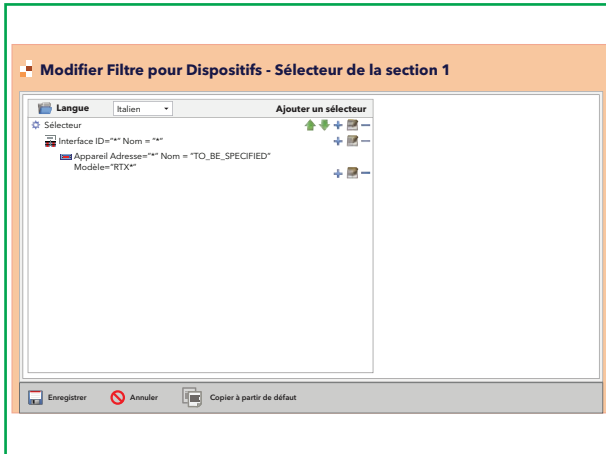 Modifier Filtre pour Dispositifs - Sélecteur de la section 1
Langue Italien Ajouter un sélecteur
Sélecteur
Interface ID="*" Nom = "*"
Appareil Adresse="*" Nom = "TO_BE_SPECIFIED"
Modèle="RTX*"
Enregistrer Annuler Copier à partir de défaut